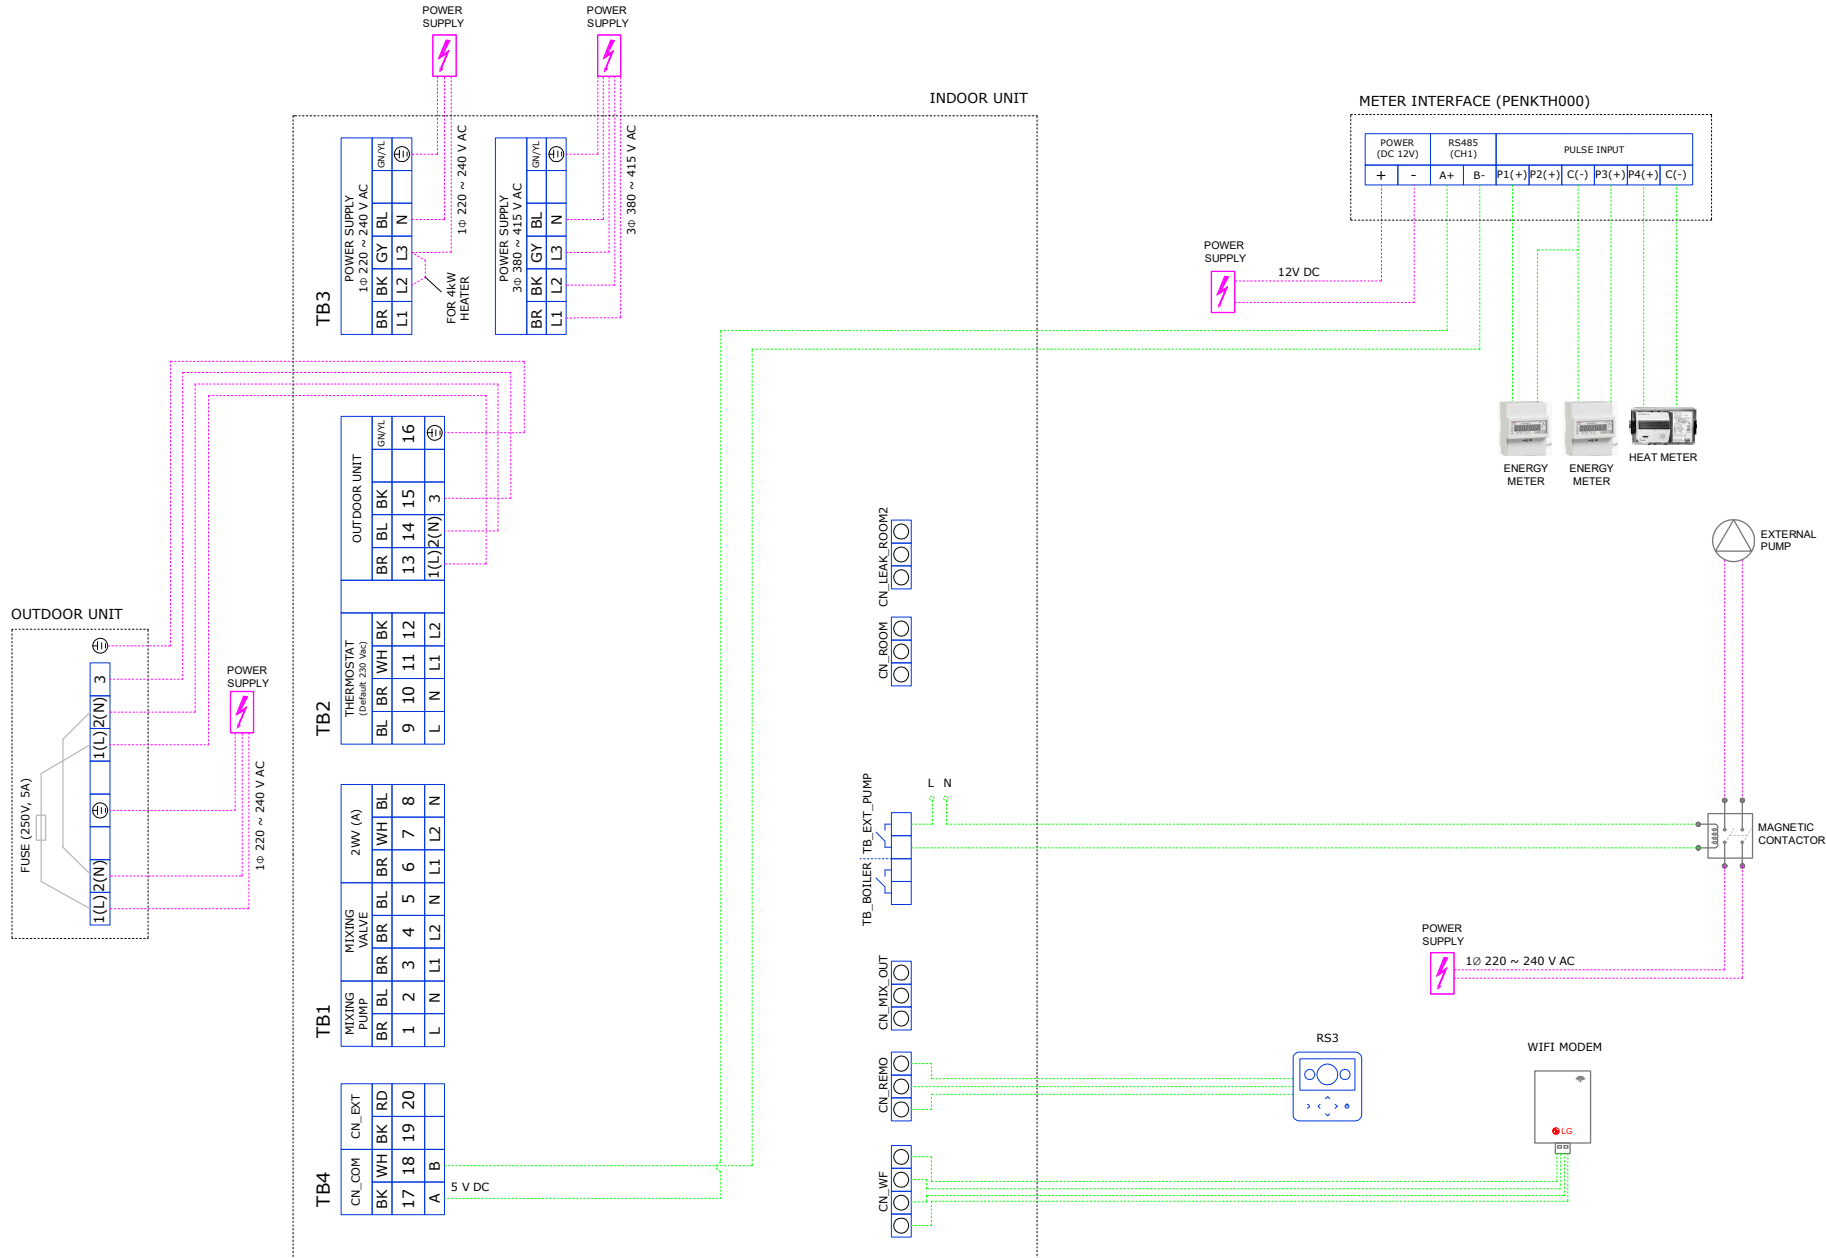 POWER
SUPPLY
POWER
SUPPLY
INDOOR UNIT
METER INTERFACE (PENKTH000)
POWER
(DC 12V)
RS485
(CH1)
PULSE INPUT
+ - A+ B- P1(+) P2(+) C(-) P3(+) P4(+) C(-)
TB3
POWER SUPPLY
1Φ 220 ~ 240 V AC
BR BK GY BL GN/YL
L1 L2 L3 N
1Φ 220 ~ 240 V AC
FOR 4kW
HEATER
POWER SUPPLY
3Φ 380 ~ 415 V AC
BR BK GY BL GN/YL
L1 L2 L3 N
3Φ 380 ~ 415 V AC
POWER
SUPPLY
12V DC
ENERGY
METER
ENERGY
METER
HEAT METER
TB2
THERMOSTAT
(Default 230 Vac)
OUTDOOR UNIT
BL BR WH BK BR BL BK GN/YL
9 10 11 12 13 14 15 16
L N L1 L2 1(L) 2(N) 3
CN_LEAK_ROOM2
CN_ROOM
EXTERNAL
PUMP
OUTDOOR UNIT
1(L) 2(N) 1(L) 2(N) 3
FUSE (250V, 5A)
POWER
SUPPLY
1Φ 220 ~ 240 V AC
TB1
MIXING
PUMP
MIXING
VALVE
2WV (A)
BR BL BR BR BL BR WH BL
1 2 3 4 5 6 7 8
L N L1 L2 N L1 L2 N
TB_BOILER TB_EXT_PUMP
L N
MAGNETIC
CONTACTOR
POWER
SUPPLY
1Ø 220 ~ 240 V AC
CN_MIX_OUT
CN_REMO
RS3
WIFI MODEM
LG
TB4
CN_COM CN_EXT
BK WH BK RD
17 18 19 20
A B
5 V DC
CN_WF